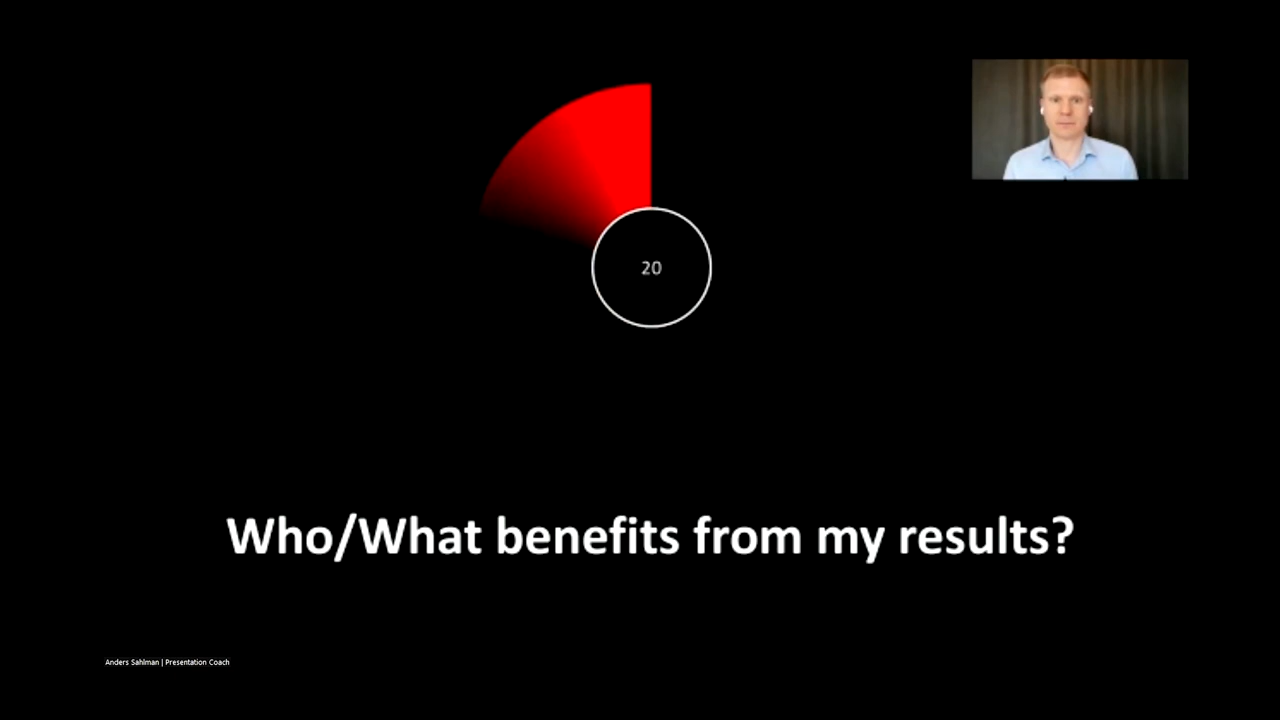 20
Who/What benefits from my results?
Anders Sahlman | Presentation Coach